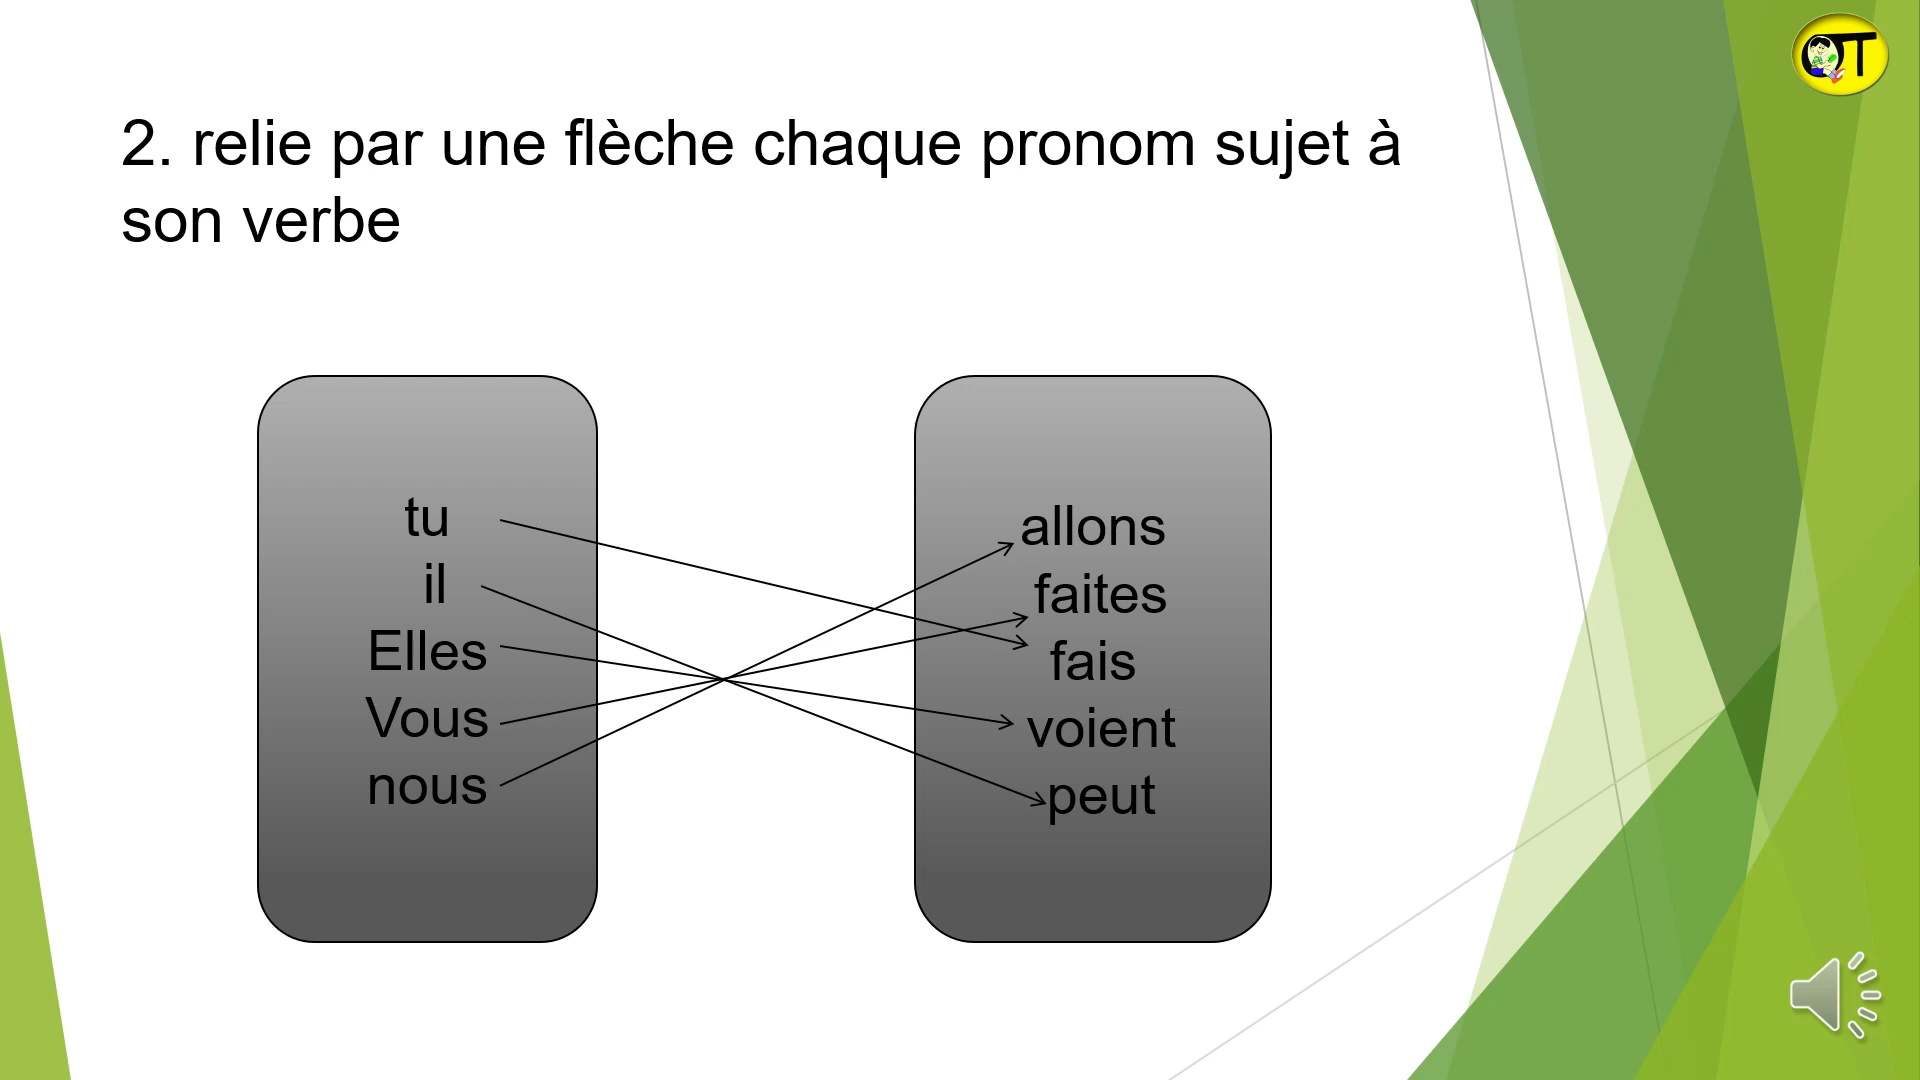 2. relie par une flèche chaque pronom sujet à
son verbe
tu
il
Elles
Vous
nous
allons
faites
fais
voient
peut